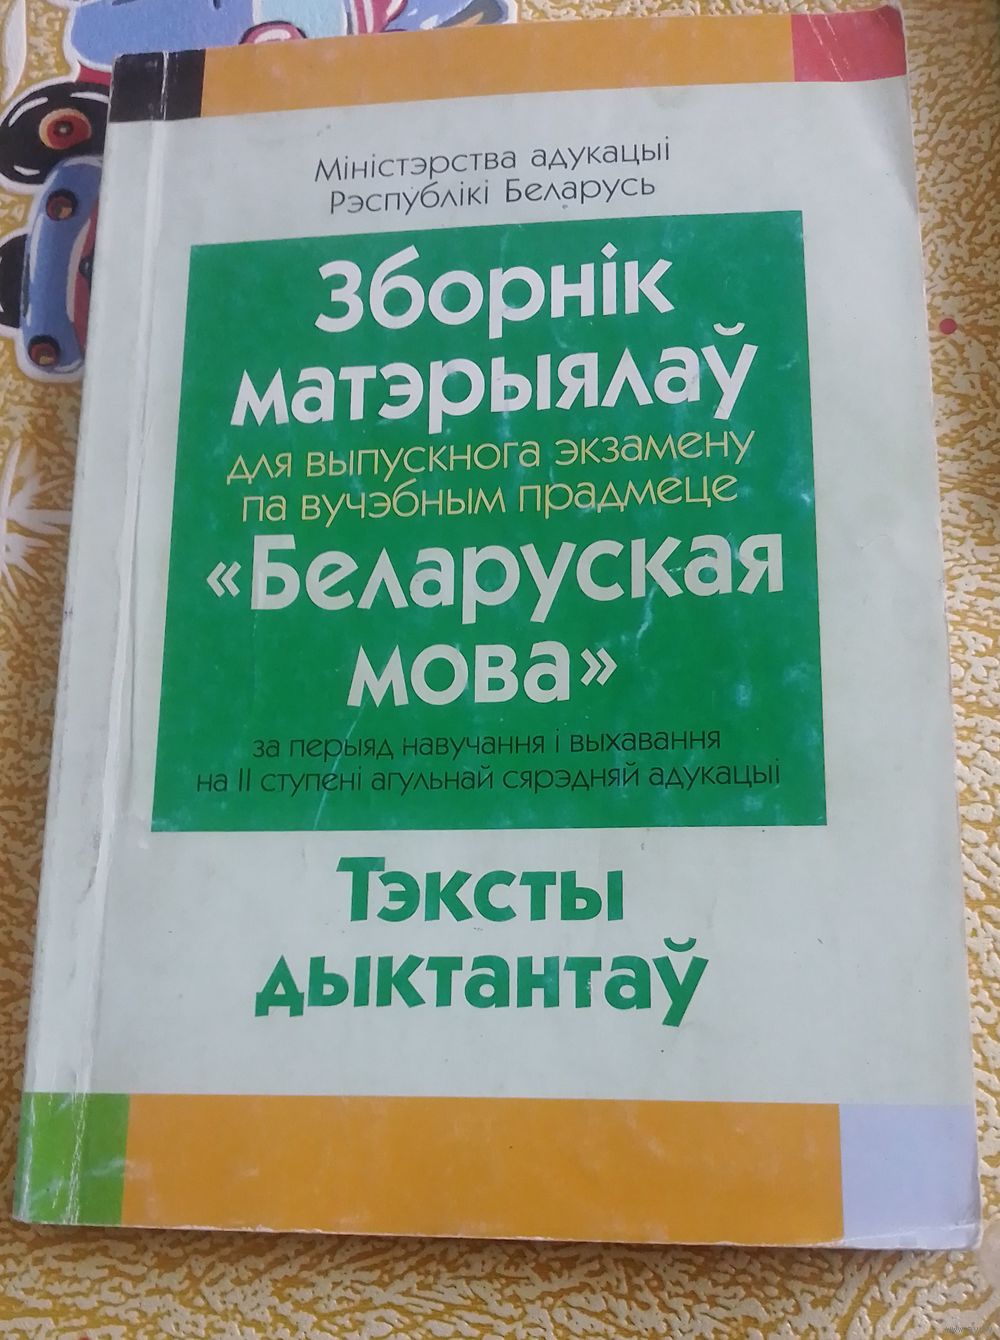 Міністэрства адукацыі
Рэспублікі Беларусь
Зборнік
матэрыялаў
для выпускнога экзамену
па вучэбным прадмеце
«Беларуская
мова»
за перыяд навучання і выхавання
на ІІ ступені агульнай сярэдняй адукацыі
Тэксты
дыктантаў